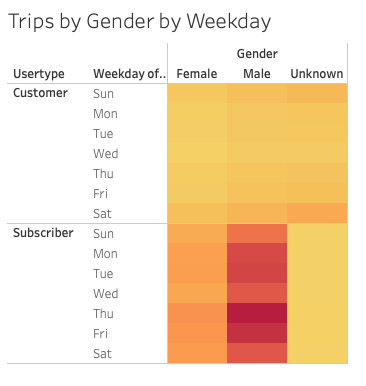 Trips by Gender by Weekday
Gender
Usertype Weekday of.. Female Male Unknown
Customer Sun
Mon
Tue
Wed
Thu
Fri
Sat
Subscriber Sun
Mon
Tue
Wed
Thu
Fri
Sat